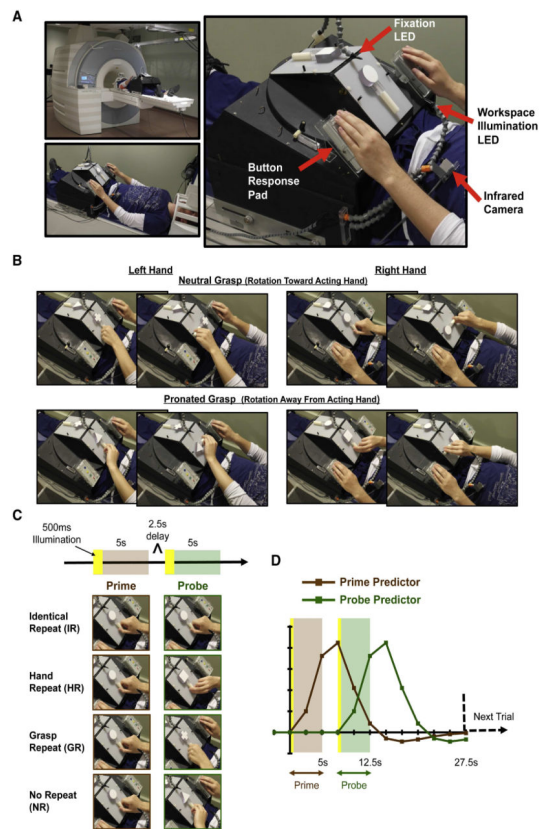 A
Fixation
LED
Workspace
Illumination
LED
Button
Response
Pad
Infrared
Camera
B
Left Hand
Right Hand
Neutral Grasp (Rotation Toward Acting Hand)
Pronated Grasp (Rotation Away From Acting Hand)
C
500ms
Illumination
5s
2.5s
delay
5s
Prime
Probe
Identical
Repeat (IR)
Hand
Repeat (HR)
Grasp
Repeat (GR)
No Repeat
(NR)
D
Prime Predictor
Probe Predictor
Next Trial
5s
12.5s
27.5s
Prime
Probe